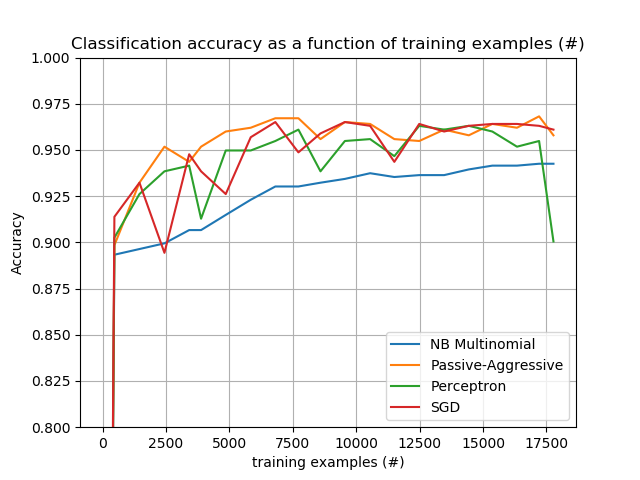 Classification accuracy as a function of training examples (#)
1.000
0.975
0.950
0.925
0.900
0.875
0.850
0.825
0.800
Accuracy
NB Multinomial
Passive-Aggressive
Perceptron
SGD
0 2500 5000 7500 10000 12500 15000 17500
training examples (#)